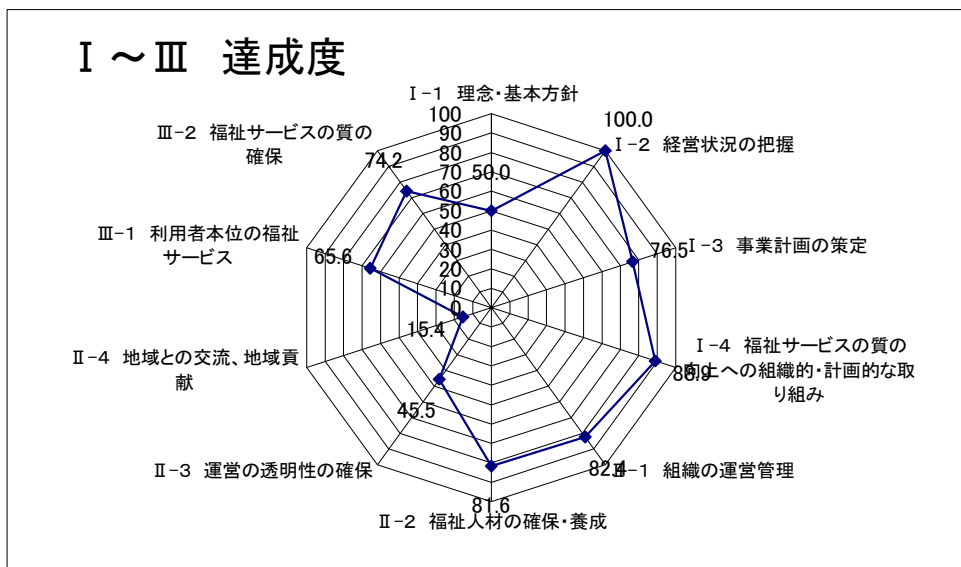 Ⅰ～Ⅲ 達成度
Ⅰ-1 理念・基本方針
100.0
Ⅰ-2 経営状況の把握
76.5
Ⅰ-3 事業計画の策定
Ⅰ-4 福祉サービスの質の
向上への組織的・計画的な取
り組み
88.9
82.4
Ⅱ-1 組織の運営管理
81.6
Ⅱ-2 福祉人材の確保・養成
45.5
Ⅱ-3 運営の透明性の確保
15.4
Ⅱ-4 地域との交流、地域貢
献
65.6
Ⅲ-1 利用者本位の福祉
サービス
74.2
Ⅲ-2 福祉サービスの質の
確保
50.0
100
90
80
70
60
50
40
30
20
10
0